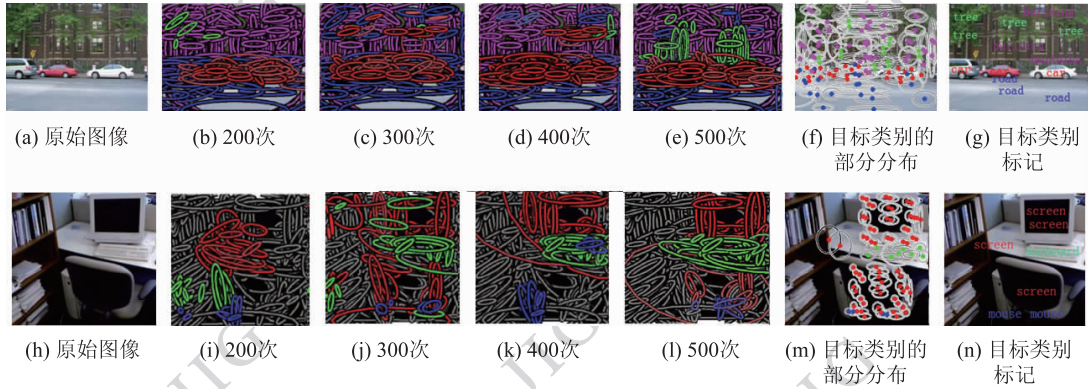 tree
tree
tree
car
car
road
road
(a) 原始图像
(b) 200次
(c) 300次
(d) 400次
(e) 500次
(f) 目标类别的
部分分布
(g) 目标类别
标记
screen
screen
screen
screen
mouse mouse
(h) 原始图像
(i) 200次
(j) 300次
(k) 400次
(l) 500次
(m) 目标类别的
部分分布
(n) 目标类别
标记
JIG
JIG
JIG